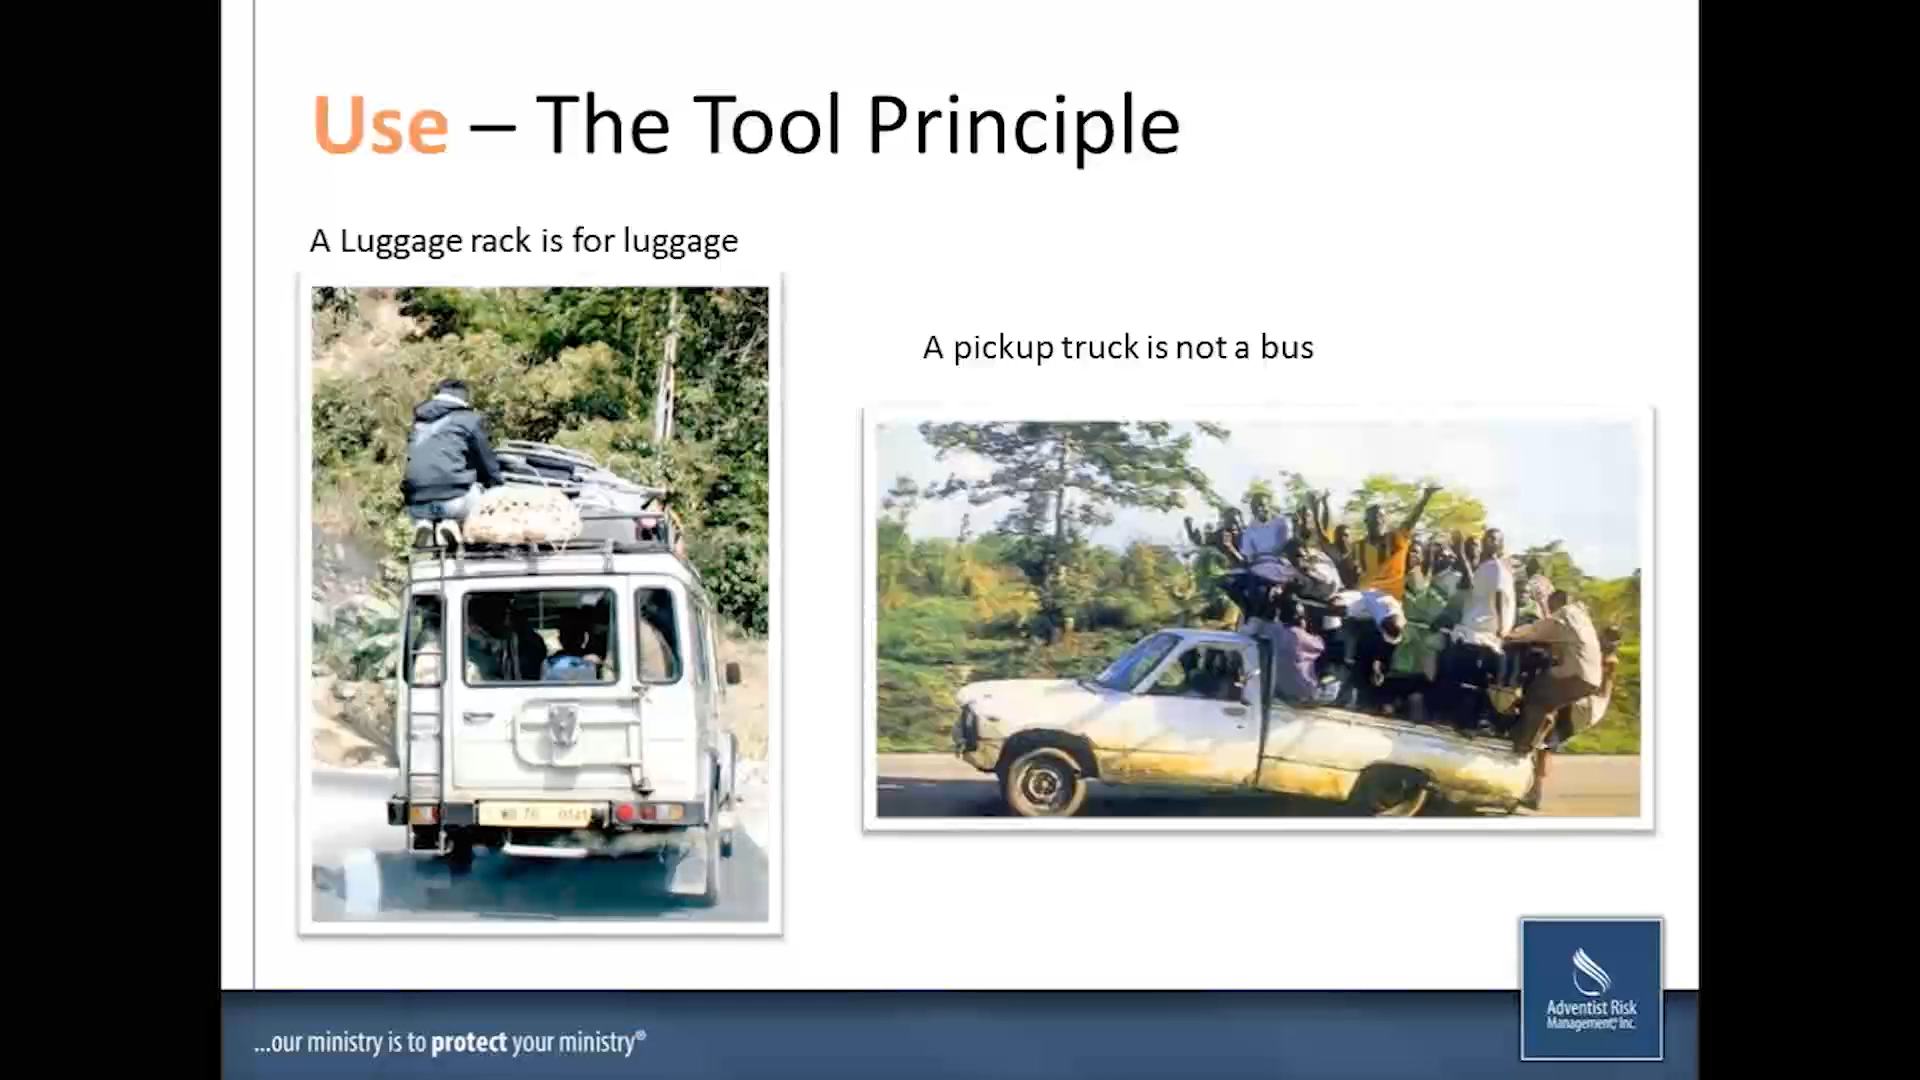 Use – The Tool Principle
A Luggage rack is for luggage
A pickup truck is not a bus
...our ministry is to protect your ministry®
Adventist Risk
Management, Inc.